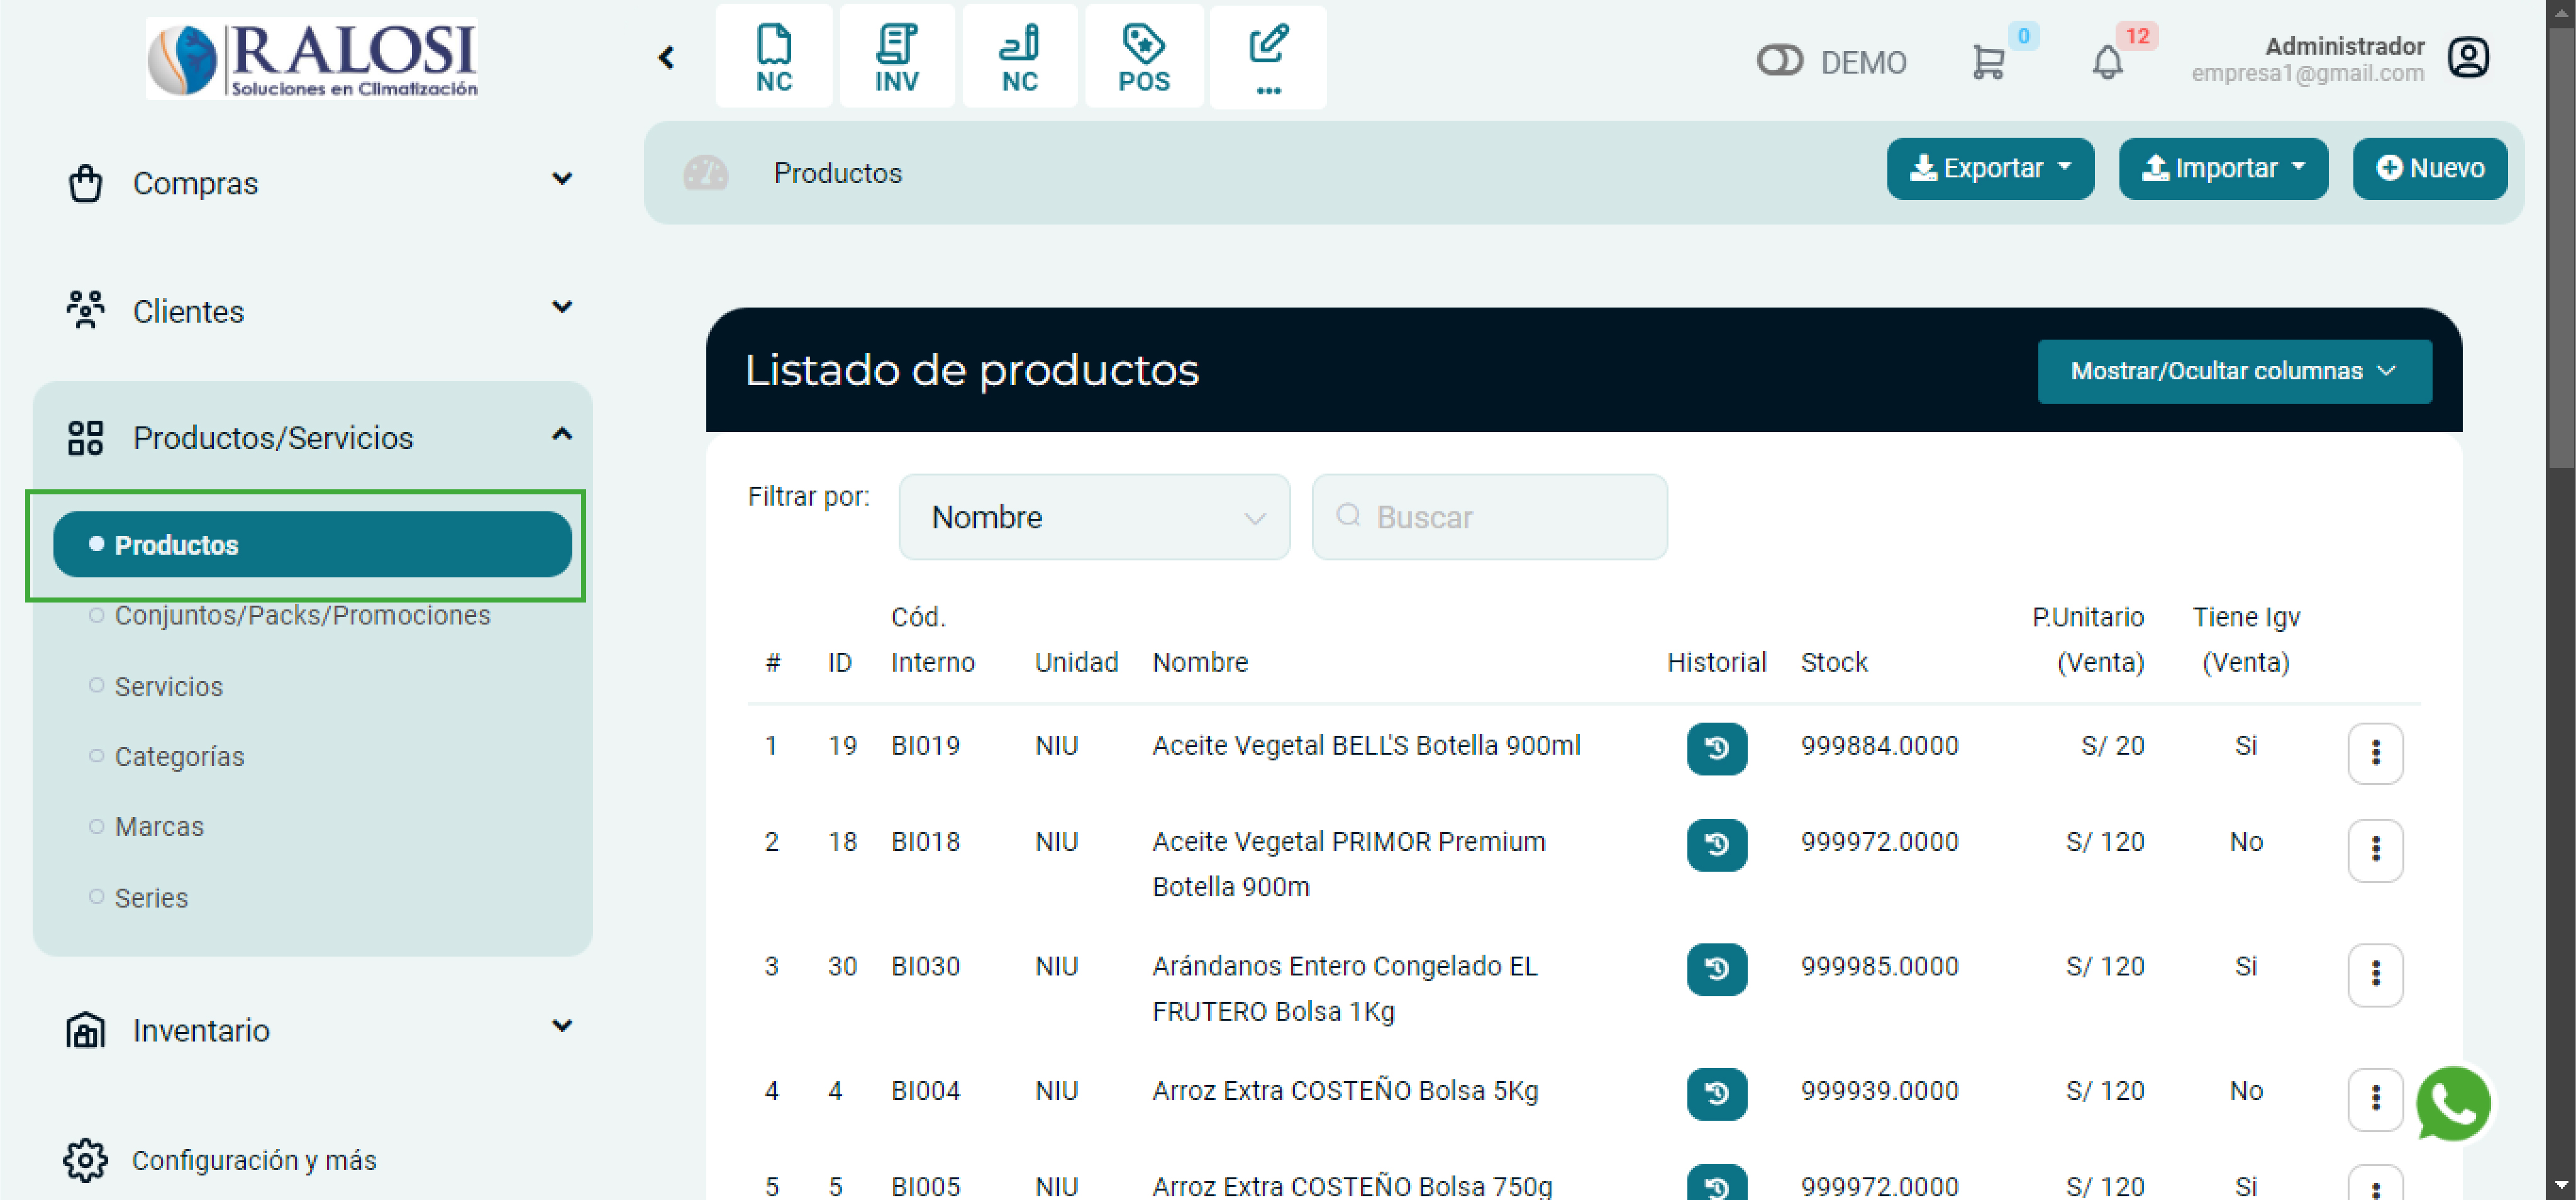 RALOSI
Soluciones en Climatización
NC
INV
NC
POS
...
DEMO
0
12
Administrador
empresa1@gmail.com
Compras
Clientes
Productos/Servicios
Productos
Conjuntos/Packs/Promociones
Servicios
Categorías
Marcas
Series
Inventario
Configuración y más
Productos
Exportar
Importar
Nuevo
Listado de productos
Mostrar/Ocultar columnas
Filtrar por:
Nombre
Buscar
# ID Cód. Interno Unidad Nombre Historial Stock P.Unitario (Venta) Tiene Igv (Venta)
1 19 BI019 NIU Aceite Vegetal BELL'S Botella 900ml 999884.0000 S/ 20 Si
2 18 BI018 NIU Aceite Vegetal PRIMOR Premium 999972.0000 S/ 120 No
Botella 900m
3 30 BI030 NIU Arándanos Entero Congelado EL 999985.0000 S/ 120 Si
FRUTERO Bolsa 1Kg
4 4 BI004 NIU Arroz Extra COSTEÑO Bolsa 5Kg 999939.0000 S/ 120 No
5 5 BI005 NIU Arroz Extra COSTEÑO Bolsa 750g 999972.0000 S/ 120 Si